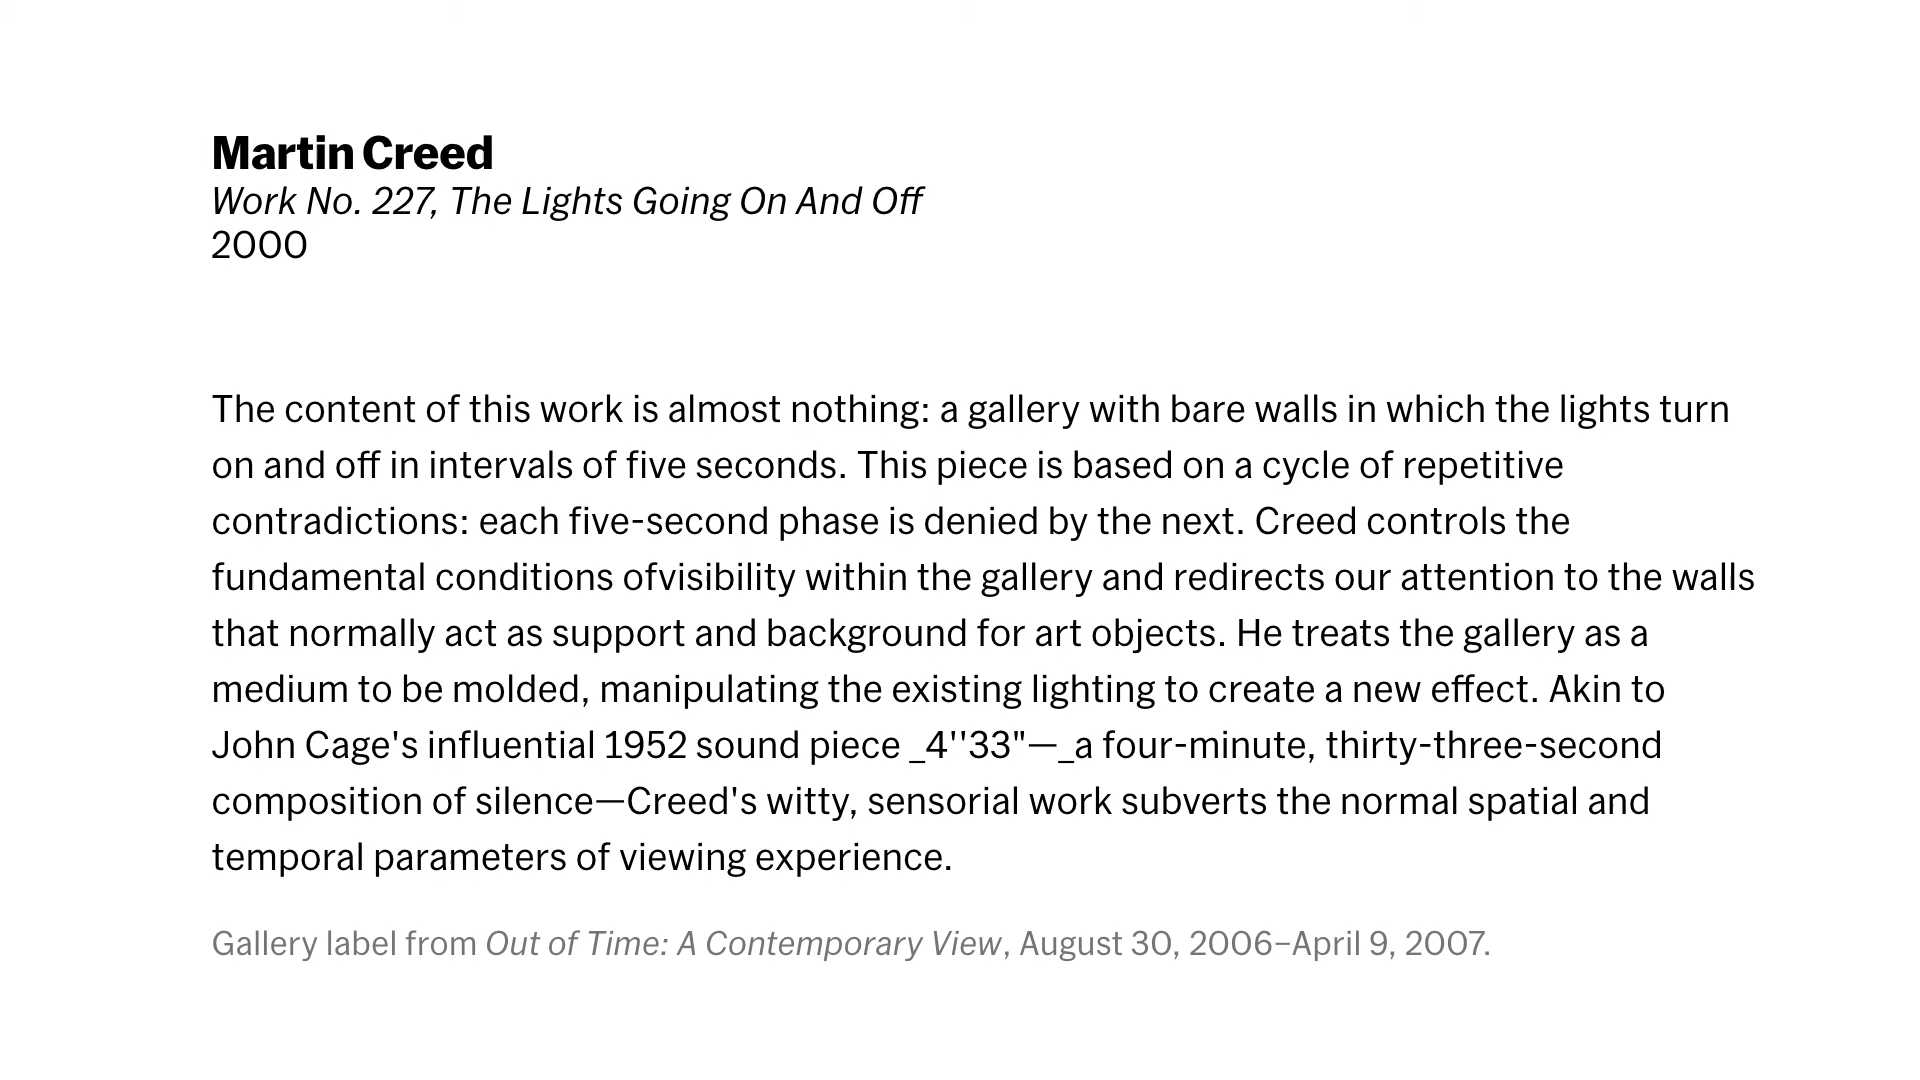 Martin Creed
Work No. 227, The Lights Going On And Off
2000
The content of this work is almost nothing: a gallery with bare walls in which the lights turn
on and off in intervals of five seconds. This piece is based on a cycle of repetitive
contradictions: each five-second phase is denied by the next. Creed controls the
fundamental conditions ofvisibility within the gallery and redirects our attention to the walls
that normally act as support and background for art objects. He treats the gallery as a
medium to be molded, manipulating the existing lighting to create a new effect. Akin to
John Cage's influential 1952 sound piece _4''33"—_a four-minute, thirty-three-second
composition of silence—Creed's witty, sensorial work subverts the normal spatial and
temporal parameters of viewing experience.
Gallery label from Out of Time: A Contemporary View, August 30, 2006–April 9, 2007.